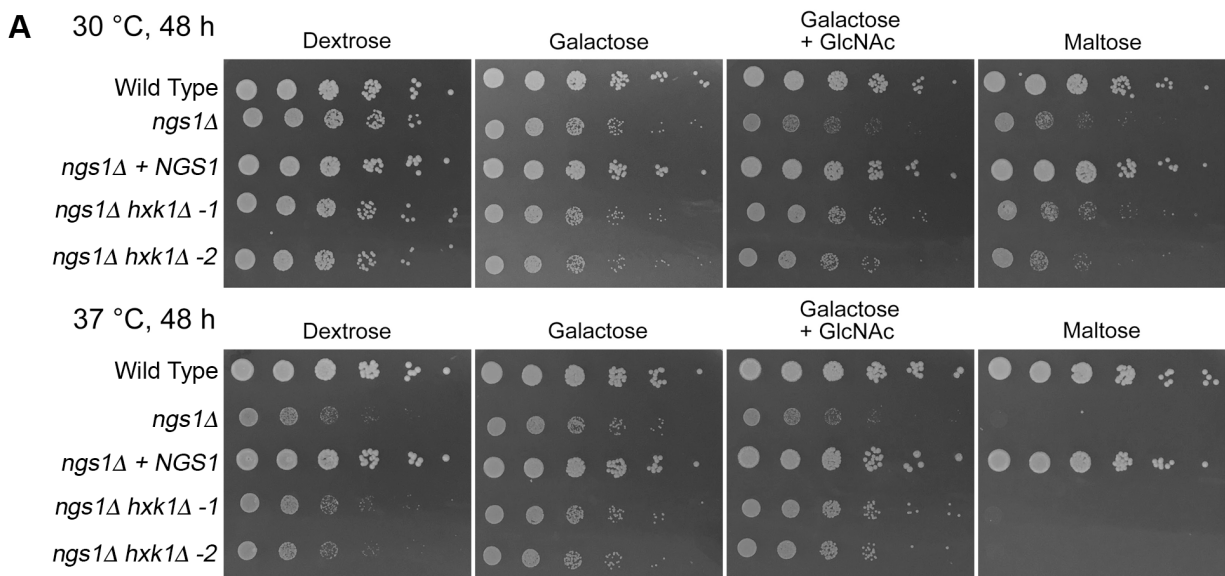 A
30 °C, 48 h
Dextrose
Galactose
Galactose
+ GlcNAc
Maltose
Wild Type
ngs1Δ
ngs1Δ + NGS1
ngs1Δ hxk1Δ -1
ngs1Δ hxk1Δ -2
37 °C, 48 h
Dextrose
Galactose
Galactose
+ GlcNAc
Maltose
Wild Type
ngs1Δ
ngs1Δ + NGS1
ngs1Δ hxk1Δ -1
ngs1Δ hxk1Δ -2